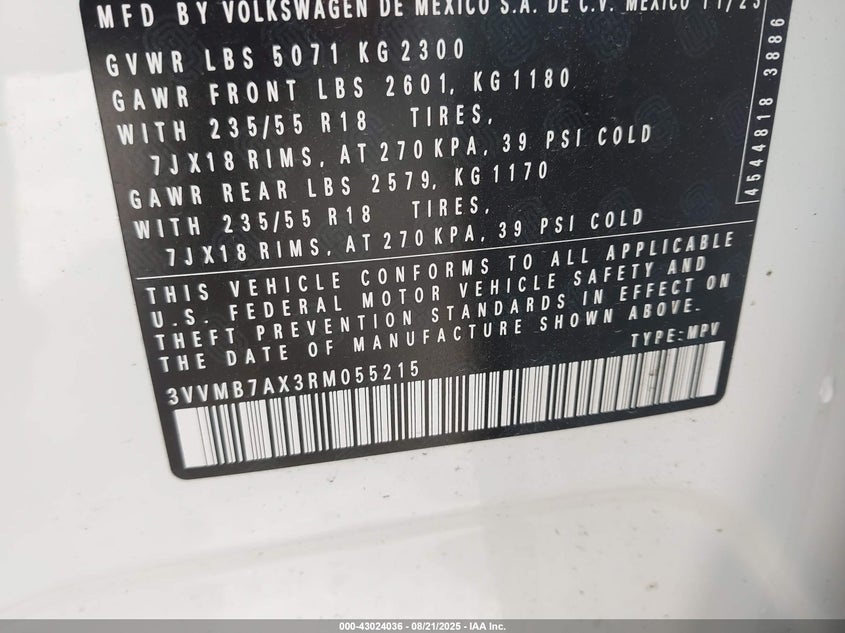 MFD BY VOLKSWAGEN DE MEXICO S.A. DE C.V. MEXICO 11/23
GVWR LBS 5071 KG 2300
GAWR FRONT LBS 2601, KG 1180
WITH 235/55 R18 TIRES,
7JX18 RIMS, AT 270 KPA, 39 PSI COLD
GAWR REAR LBS 2579, KG 1170
WITH 235/55 R18 TIRES,
7JX18 RIMS, AT 270 KPA, 39 PSI COLD
4544818 3886
THIS VEHICLE CONFORMS TO ALL APPLICABLE
U.S. FEDERAL MOTOR VEHICLE SAFETY AND
THEFT PREVENTION STANDARDS IN EFFECT ON
THE DATE OF MANUFACTURE SHOWN ABOVE.
TYPE: MPV
3VVMB7AX3RM055215
000-43024036 - 08/21/2025 - IAA Inc.